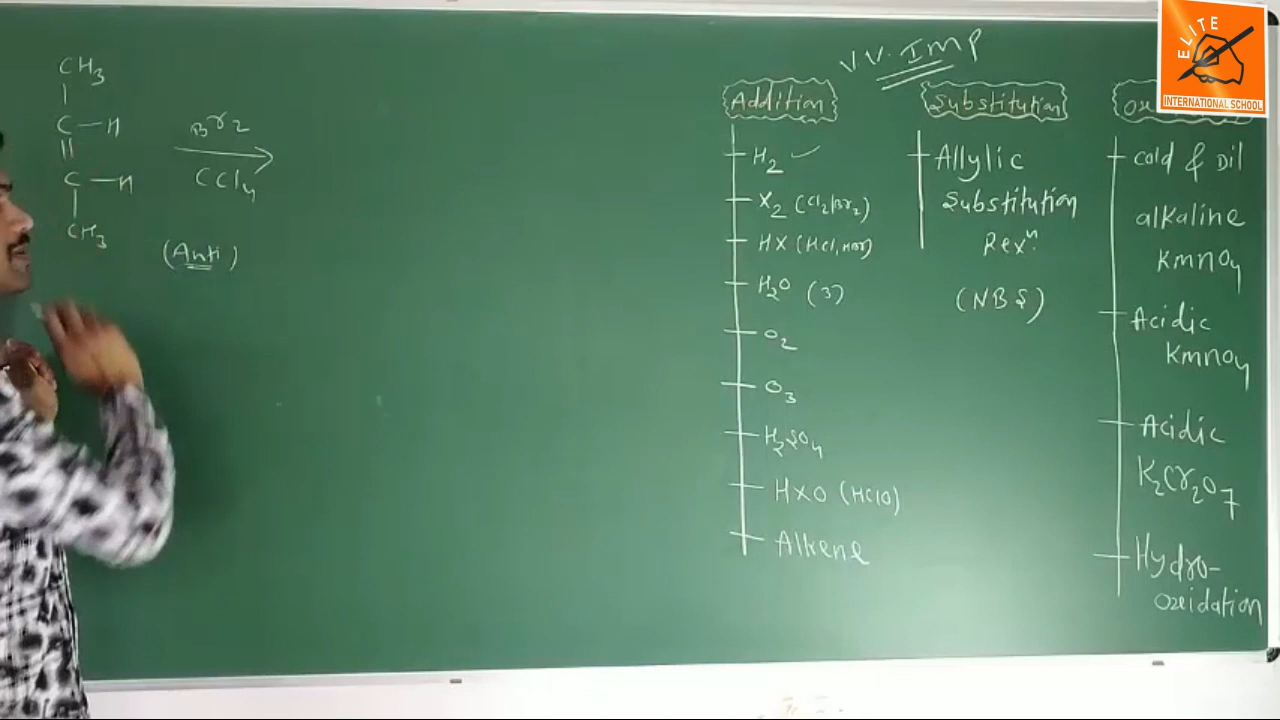 CH3
C-H
||
C-H
CH3
Br2
CCl4
(Anti)
V.V. IMP
Addition
H2 ✓
X2 (Cl2/Br2)
HX (HCl, HBr)
H2O (3)
O2
O3
H2SO4
HXO (HClO)
Alkene
Substitution
Allylic
Substitution
Rexn.
(NBS)
Cold & Dil
alkaline
KmnO4
Acidic
KmnO4
Acidic
K2Cr2O7
Hydro-
oxidation
ELITE
INTERNATIONAL SCHOOL